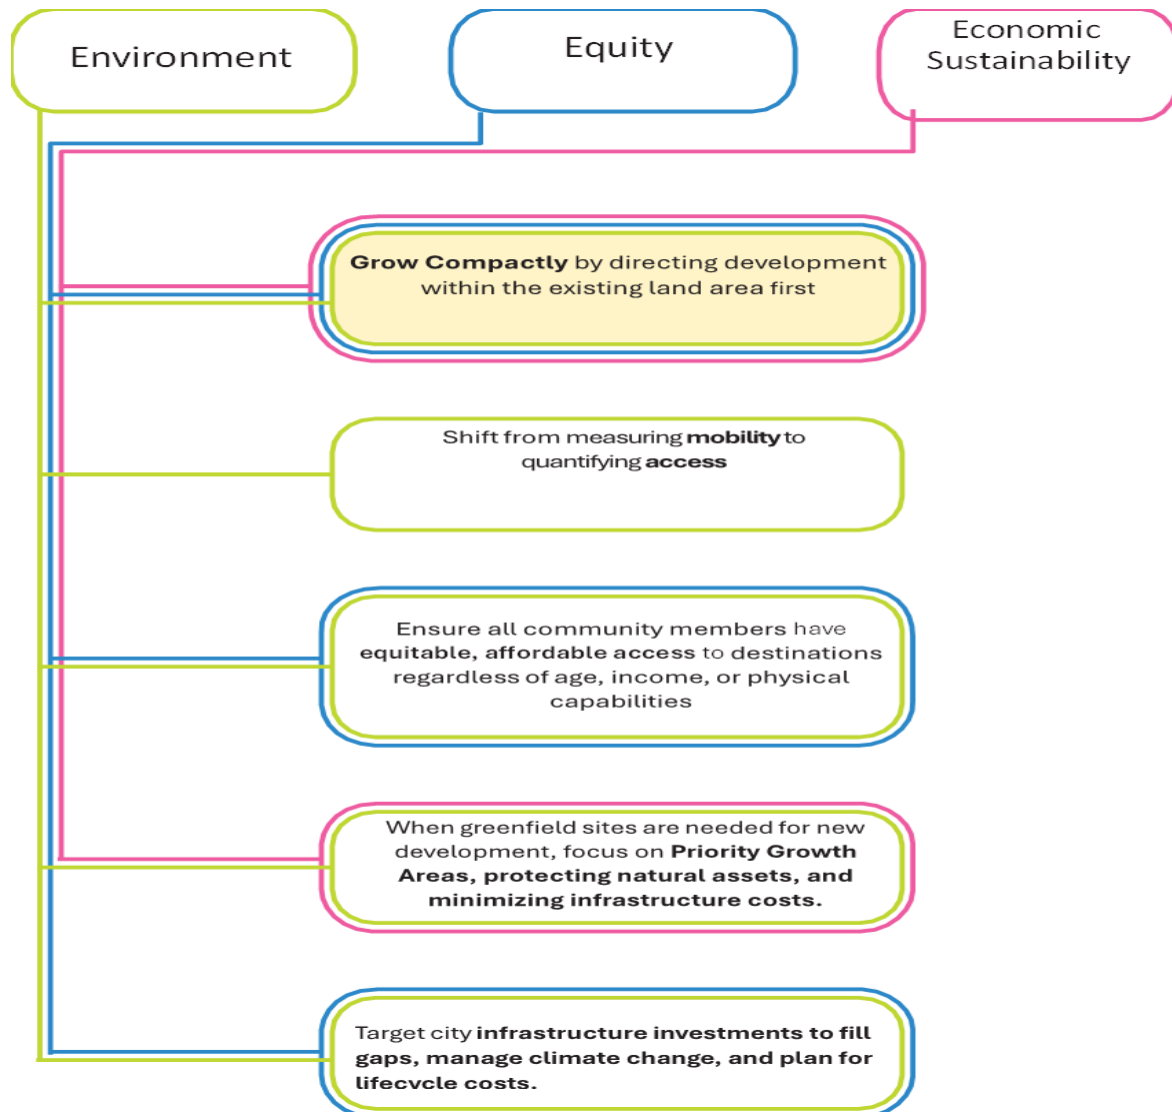 Environment
Equity
Economic
Sustainability
Grow Compactly by directing development
within the existing land area first
Shift from measuring mobility to
quantifying access
Ensure all community members have
equitable, affordable access to destinations
regardless of age, income, or physical
capabilities
When greenfield sites are needed for new
development, focus on Priority Growth
Areas, protecting natural assets, and
minimizing infrastructure costs.
Target city infrastructure investments to fill
gaps, manage climate change, and plan for
lifecycle costs.